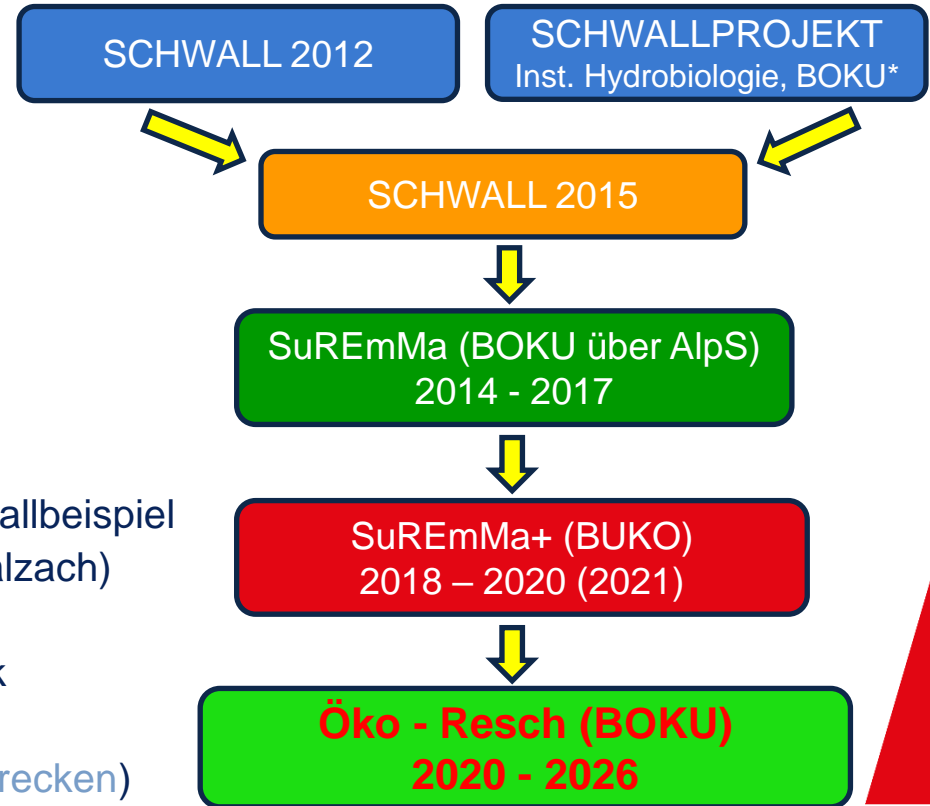 SCHWALL 2012
SCHWALLPROJEKT
Inst. Hydrobiologie, BOKU*
SCHWALL 2015
SuREmMa (BOKU über AlpS)
2014 - 2017
allbeispiel
alzach)
SuREmMa+ (BUKO)
2018 – 2020 (2021)
k
Öko - Resch (BOKU)
2020 - 2026
recken)